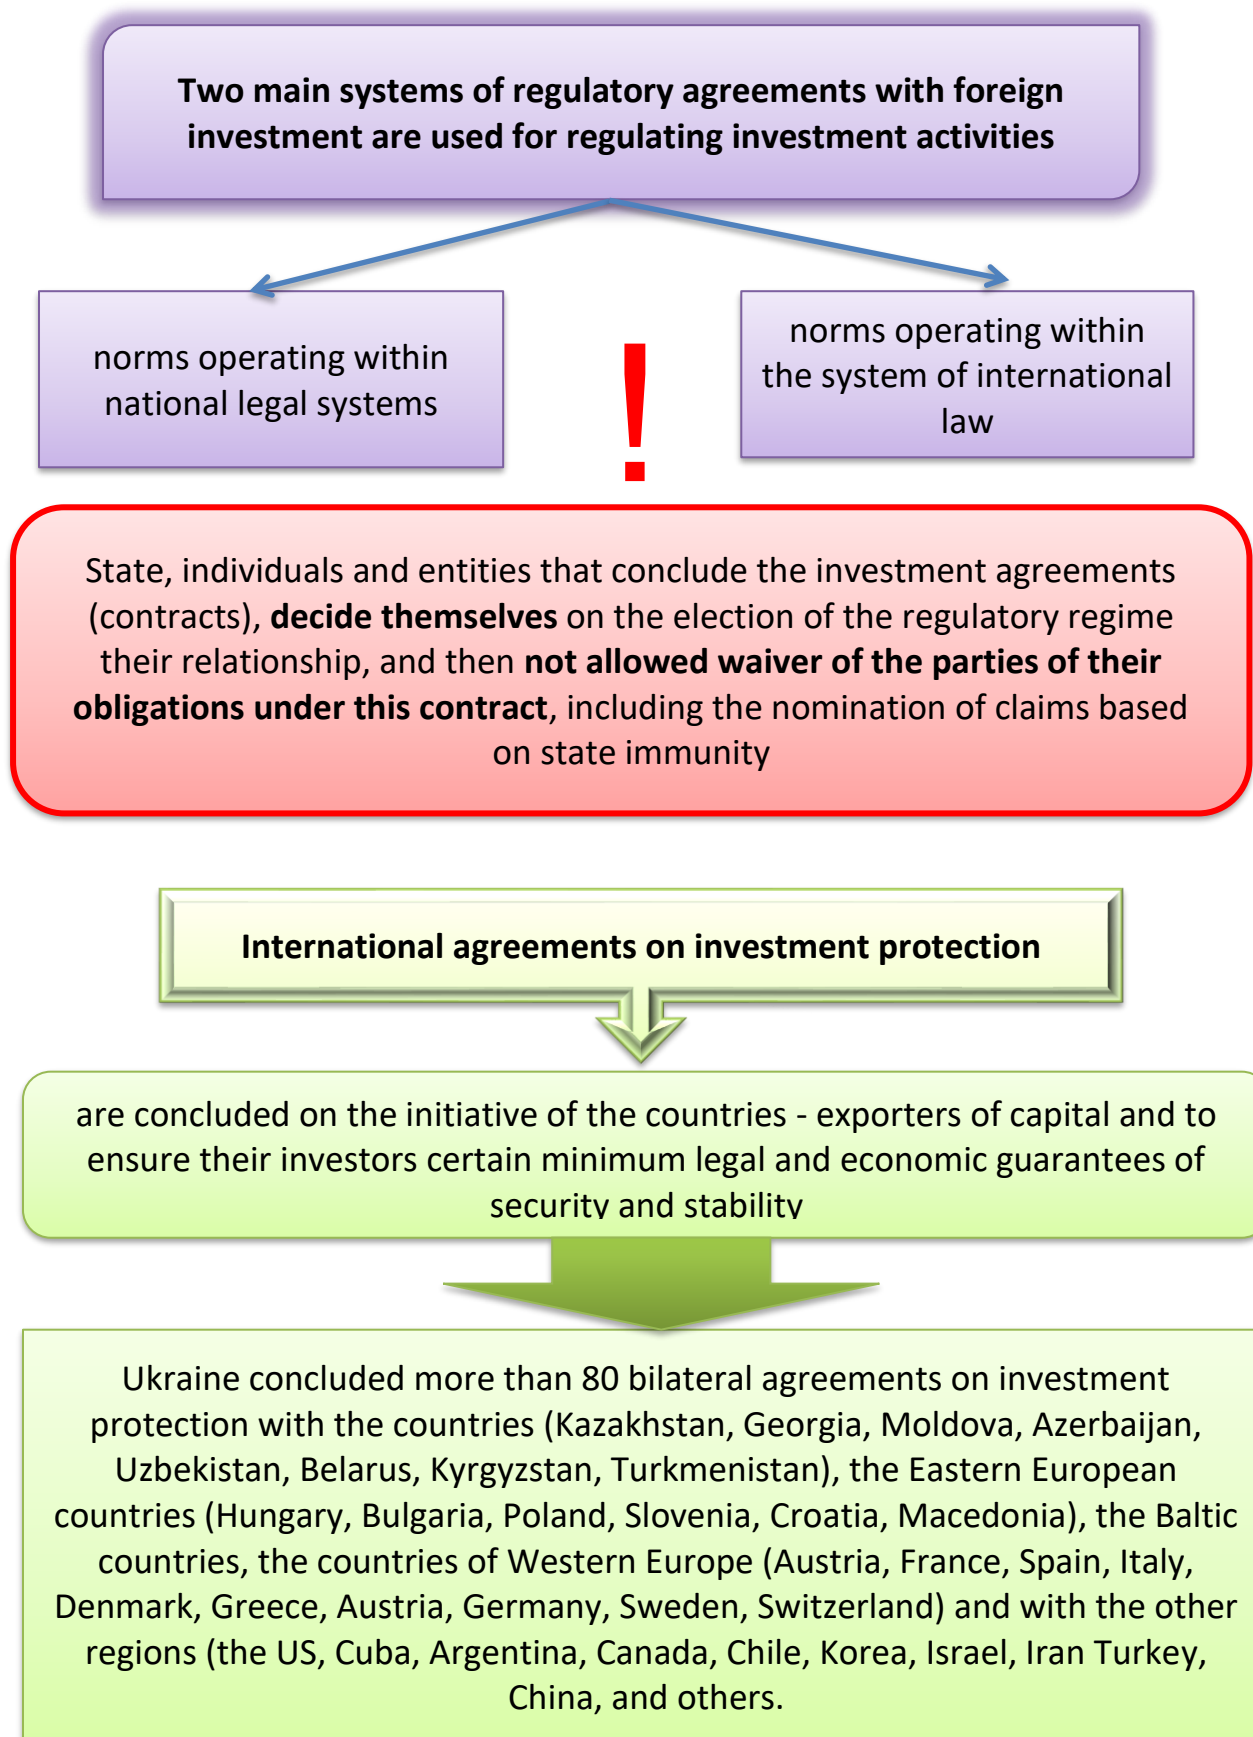 Two main systems of regulatory agreements with foreign
investment are used for regulating investment activities
norms operating within
national legal systems
!
norms operating within
the system of international
law
State, individuals and entities that conclude the investment agreements
(contracts), decide themselves on the election of the regulatory regime
their relationship, and then not allowed waiver of the parties of their
obligations under this contract, including the nomination of claims based
on state immunity
International agreements on investment protection
are concluded on the initiative of the countries - exporters of capital and to
ensure their investors certain minimum legal and economic guarantees of
security and stability
Ukraine concluded more than 80 bilateral agreements on investment
protection with the countries (Kazakhstan, Georgia, Moldova, Azerbaijan,
Uzbekistan, Belarus, Kyrgyzstan, Turkmenistan), the Eastern European
countries (Hungary, Bulgaria, Poland, Slovenia, Croatia, Macedonia), the Baltic
countries, the countries of Western Europe (Austria, France, Spain, Italy,
Denmark, Greece, Austria, Germany, Sweden, Switzerland) and with the other
regions (the US, Cuba, Argentina, Canada, Chile, Korea, Israel, Iran Turkey,
China, and others.